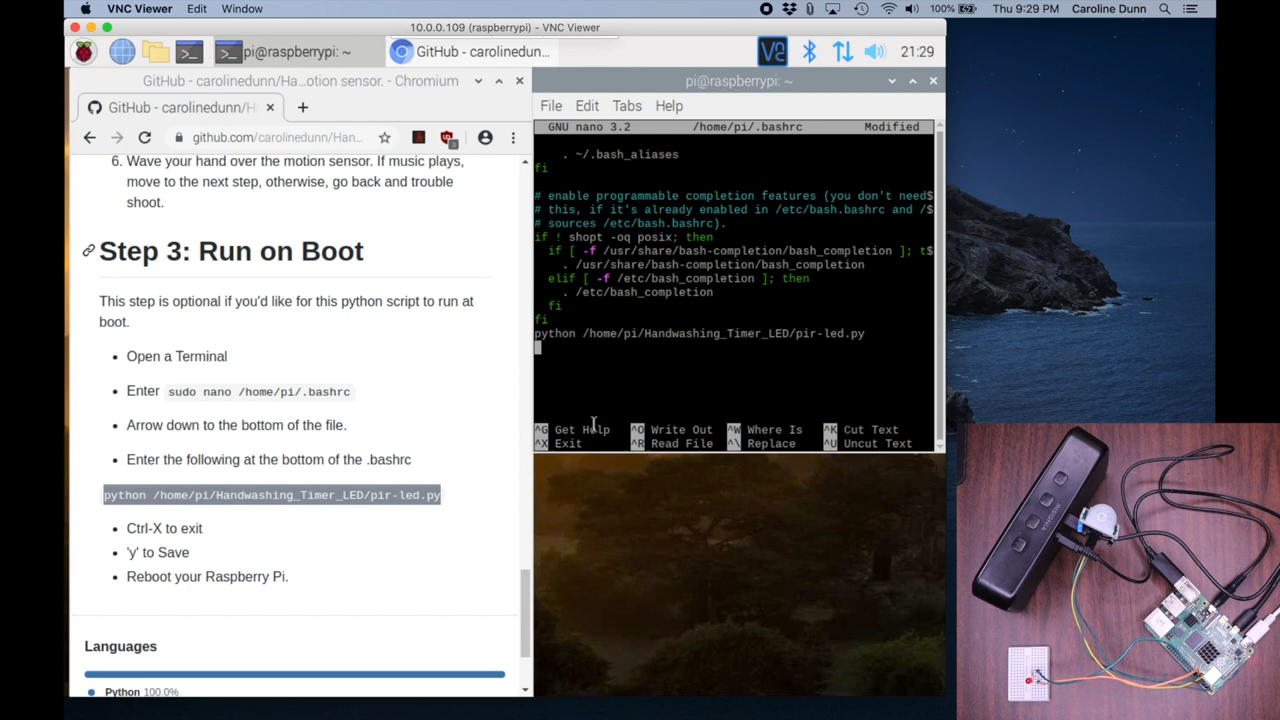 VNC Viewer Edit Window 100% Thu 9:29 PM Caroline Dunn
10.0.0.109 (raspberrypi) - VNC Viewer
pi@raspberrypi: ~ GitHub - carolinedun... 21:29
GitHub - carolinedunn/Ha...otion sensor. - Chromium
GitHub - carolinedunn/H
github.com/carolinedunn/Han...
3
6. Wave your hand over the motion sensor. If music plays,
move to the next step, otherwise, go back and trouble
shoot.
Step 3: Run on Boot
This step is optional if you'd like for this python script to run at
boot.
• Open a Terminal
• Enter sudo nano /home/pi/.bashrc
• Arrow down to the bottom of the file.
• Enter the following at the bottom of the .bashrc
python /home/pi/Handwashing_Timer_LED/pir-led.py
• Ctrl-X to exit
• 'y' to Save
• Reboot your Raspberry Pi.
Languages
Python 100.0%
pi@raspberrypi: ~
File Edit Tabs Help
GNU nano 3.2 /home/pi/.bashrc Modified
. ~/.bash_aliases
fi
# enable programmable completion features (you don't need$
# this, if it's already enabled in /etc/bash.bashrc and /$
# sources /etc/bash.bashrc).
if ! shopt -oq posix; then
if [ -f /usr/share/bash-completion/bash_completion ]; t$
. /usr/share/bash-completion/bash_completion
elif [ -f /etc/bash_completion ]; then
. /etc/bash_completion
fi
fi
python /home/pi/Handwashing_Timer_LED/pir-led.py
^G Get Help ^O Write Out ^W Where Is ^K Cut Text
^X Exit ^R Read File ^\ Replace ^U Uncut Text
INSIGNIA